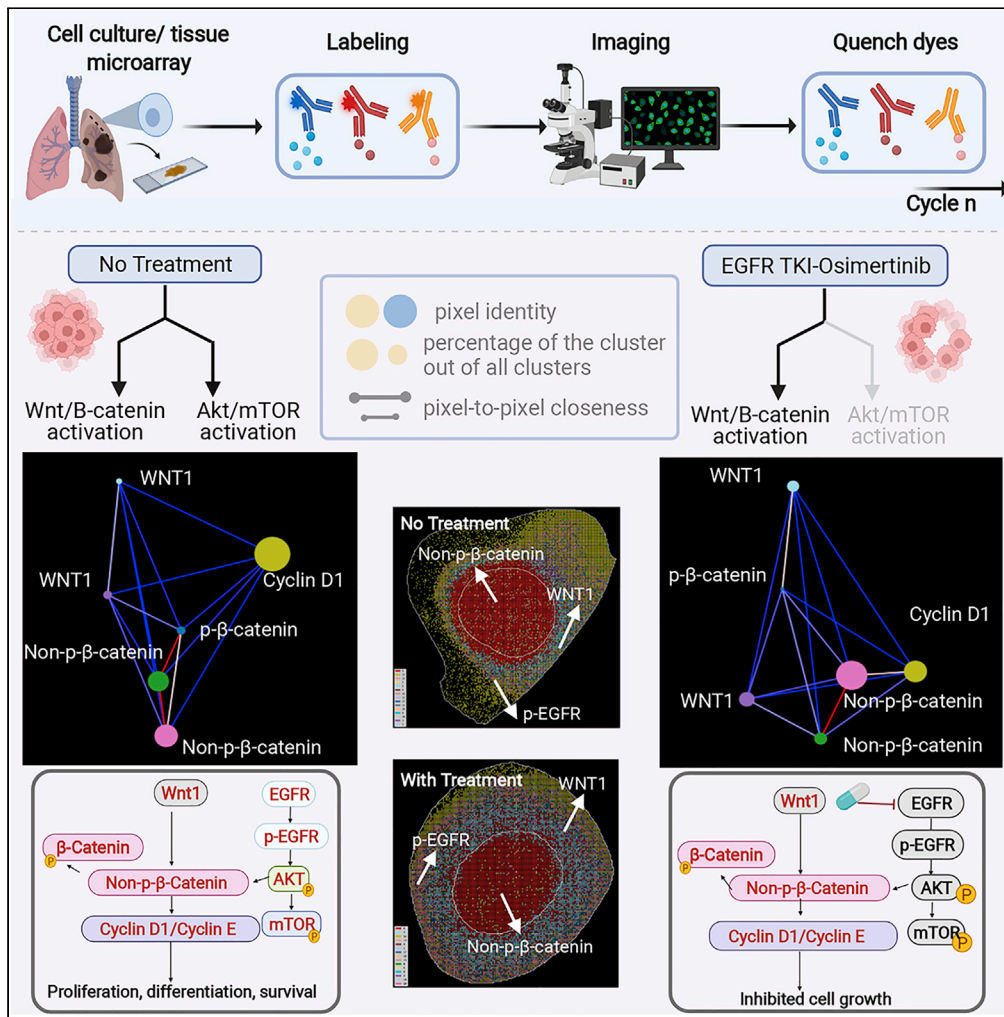 Cell culture/ tissue
microarray
Labeling
Imaging
Quench dyes
Cycle n
No Treatment
EGFR TKI-Osimertinib
pixel identity
percentage of the cluster
out of all clusters
pixel-to-pixel closeness
Wnt/B-catenin
activation
Akt/mTOR
activation
Wnt/B-catenin
activation
Akt/mTOR
activation
WNT1
WNT1
Cyclin D1
p-β-catenin
Non-p-β-catenin
Non-p-β-catenin
No Treatment
Non-p-β-catenin
WNT1
p-EGFR
With Treatment
WNT1
p-EGFR
Non-p-β-catenin
WNT1
p-β-catenin
Cyclin D1
WNT1
Non-p-β-catenin
Non-p-β-catenin
Wnt1
EGFR
p-EGFR
β-Catenin
P
Non-p-β-Catenin
AKT
P
Cyclin D1/Cyclin E
mTOR
P
Proliferation, differentiation, survival
Wnt1
EGFR
p-EGFR
β-Catenin
P
Non-p-β-Catenin
AKT
P
Cyclin D1/Cyclin E
mTOR
P
Inhibited cell growth